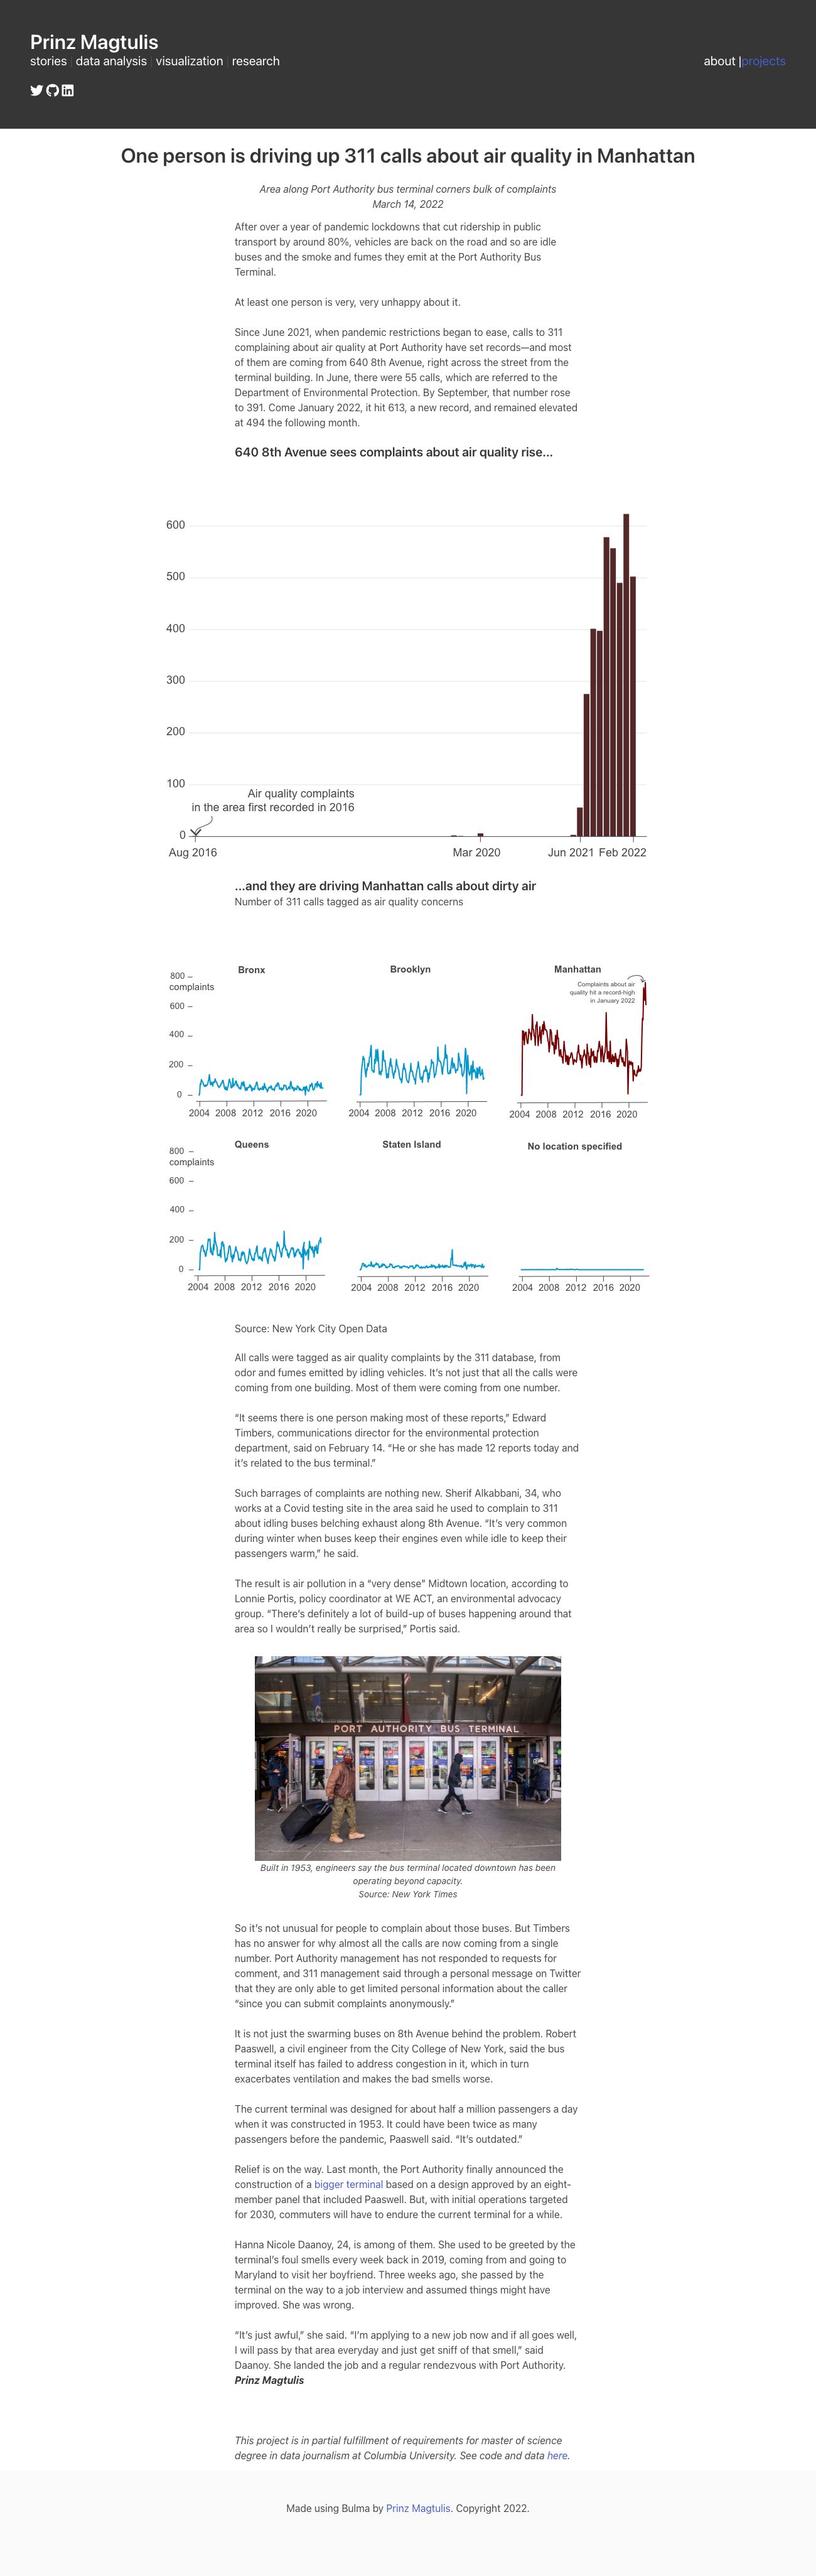 Prinz Magtulis
stories | data analysis | visualization | research
about |projects
One person is driving up 311 calls about air quality in Manhattan
Area along Port Authority bus terminal corners bulk of complaints
March 14, 2022
After over a year of pandemic lockdowns that cut ridership in public
transport by around 80%, vehicles are back on the road and so are idle
buses and the smoke and fumes they emit at the Port Authority Bus
Terminal.
At least one person is very, very unhappy about it.
Since June 2021, when pandemic restrictions began to ease, calls to 311
complaining about air quality at Port Authority have set records—and most
of them are coming from 640 8th Avenue, right across the street from the
terminal building. In June, there were 55 calls, which are referred to the
Department of Environmental Protection. By September, that number rose
to 391. Come January 2022, it hit 613, a new record, and remained elevated
at 494 the following month.
640 8th Avenue sees complaints about air quality rise...
600
500
400
300
200
100
Air quality complaints
in the area first recorded in 2016
0
Aug 2016 Mar 2020 Jun 2021 Feb 2022
...and they are driving Manhattan calls about dirty air
Number of 311 calls tagged as air quality concerns
Bronx Brooklyn Manhattan
800
complaints
600
400
200
0
Complaints about air
quality hit a record-high
in January 2022
2004 2008 2012 2016 2020
2004 2008 2012 2016 2020
2004 2008 2012 2016 2020
Queens Staten Island No location specified
800
complaints
600
400
200
0
2004 2008 2012 2016 2020
2004 2008 2012 2016 2020
2004 2008 2012 2016 2020
Source: New York City Open Data
All calls were tagged as air quality complaints by the 311 database, from
odor and fumes emitted by idling vehicles. It’s not just that all the calls were
coming from one building. Most of them were coming from one number.
“It seems there is one person making most of these reports,” Edward
Timbers, communications director for the environmental protection
department, said on February 14. “He or she has made 12 reports today and
it’s related to the bus terminal.”
Such barrages of complaints are nothing new. Sherif Alkabbani, 34, who
works at a Covid testing site in the area said he used to complain to 311
about idling buses belching exhaust along 8th Avenue. “It’s very common
during winter when buses keep their engines even while idle to keep their
passengers warm,” he said.
The result is air pollution in a “very dense” Midtown location, according to
Lonnie Portis, policy coordinator at WE ACT, an environmental advocacy
group. “There’s definitely a lot of build-up of buses happening around that
area so I wouldn’t really be surprised,” Portis said.
PORT AUTHORITY BUS TERMINAL
Built in 1953, engineers say the bus terminal located downtown has been
operating beyond capacity.
Source: New York Times
So it’s not unusual for people to complain about those buses. But Timbers
has no answer for why almost all the calls are now coming from a single
number. Port Authority management has not responded to requests for
comment, and 311 management said through a personal message on Twitter
that they are only able to get limited personal information about the caller
“since you can submit complaints anonymously.”
It is not just the swarming buses on 8th Avenue behind the problem. Robert
Paaswell, a civil engineer from the City College of New York, said the bus
terminal itself has failed to address congestion in it, which in turn
exacerbates ventilation and makes the bad smells worse.
The current terminal was designed for about half a million passengers a day
when it was constructed in 1953. It could have been twice as many
passengers before the pandemic, Paaswell said. “It’s outdated.”
Relief is on the way. Last month, the Port Authority finally announced the
construction of a bigger terminal based on a design approved by an eight-
member panel that included Paaswell. But, with initial operations targeted
for 2030, commuters will have to endure the current terminal for a while.
Hanna Nicole Daanoy, 24, is among of them. She used to be greeted by the
terminal’s foul smells every week back in 2019, coming from and going to
Maryland to visit her boyfriend. Three weeks ago, she passed by the
terminal on the way to a job interview and assumed things might have
improved. She was wrong.
“It’s just awful,” she said. “I’m applying to a new job now and if all goes well,
I will pass by that area everyday and just get sniff of that smell,” said
Daanoy. She landed the job and a regular rendezvous with Port Authority.
Prinz Magtulis
This project is in partial fulfillment of requirements for master of science
degree in data journalism at Columbia University. See code and data here.
Made using Bulma by Prinz Magtulis. Copyright 2022.